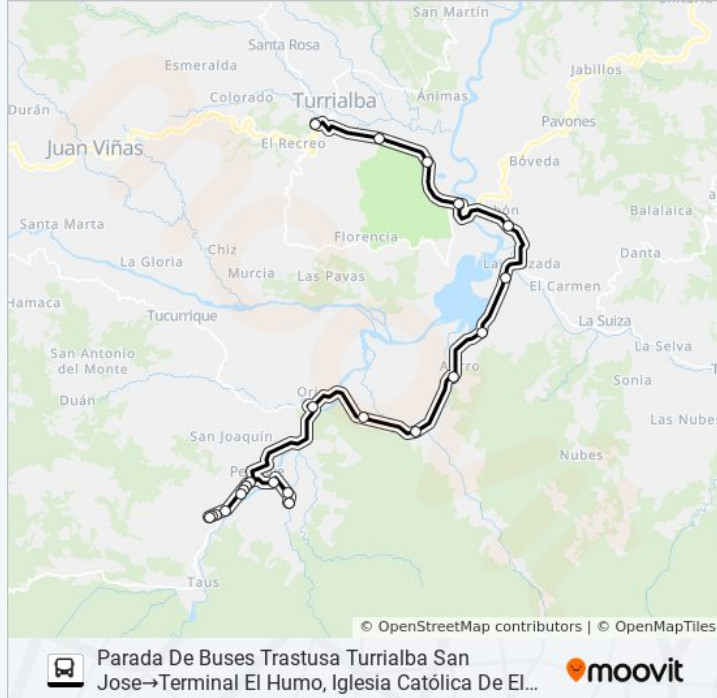 San Martín
Santa Rosa
Esmeralda
Jabillos
Colorado
Turrialba
Ánimas
Durán
Pavones
El Recreo
Juan Viñas
Bóveda
Santa Marta
Balalaica
Florencia
Chiz
Danta
La Gloria
Murcia
Las Pavas
El Carmen
Hamaca
Tucurrique
La Suiza
San Antonio
del Monte
La Selva
Sonia
Duán
Las Nubes
San Joaquín
Nubes
Taus
© OpenStreetMap contributors | © OpenMapTiles
Parada De Buses Trastusa Turrialba San
Jose→Terminal El Humo, Iglesia Católica De El...
moovit